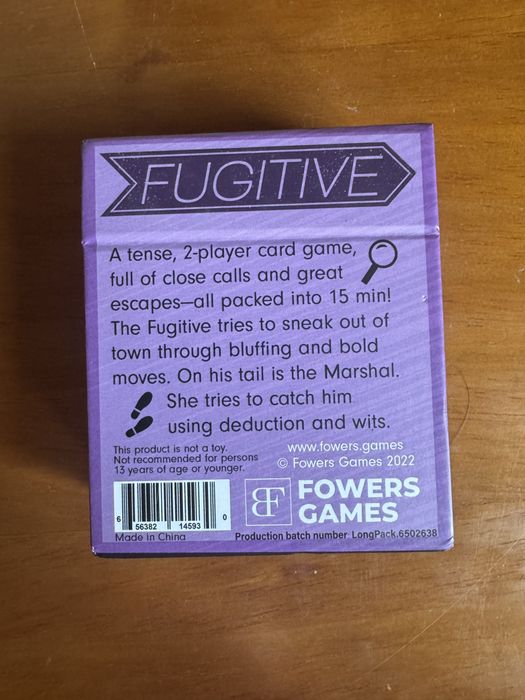 FUGITIVE
A tense, 2-player card game,
full of close calls and great
escapes—all packed into 15 min!
The Fugitive tries to sneak out of
town through bluffing and bold
moves. On his tail is the Marshal.
She tries to catch him
using deduction and wits.
This product is not a toy.
Not recommended for persons
13 years of age or younger.
www.fowers.games
© Fowers Games 2022
6 56382 14593 0
Made in China
BF
FOWERS
GAMES
Production batch number LongPack.6502638